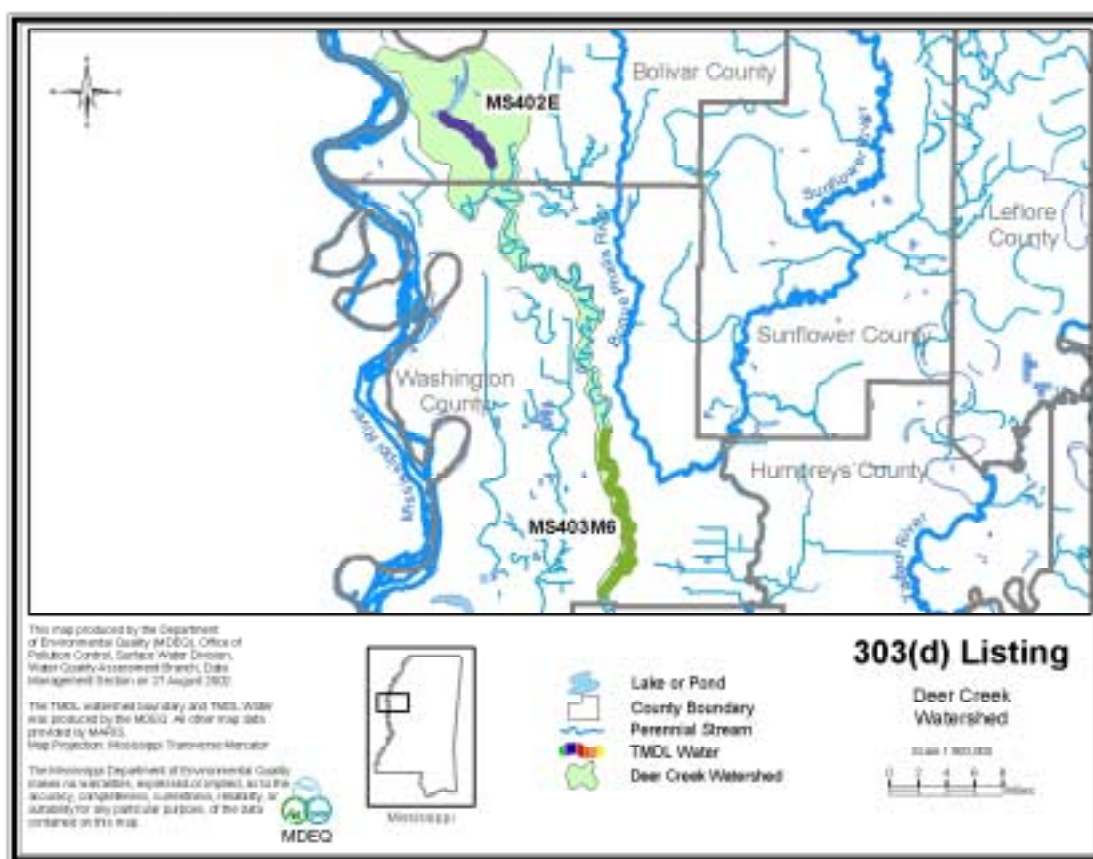 Bolivar County
MS402E
Sunflower River
Leflore
County
Bogue Phalia River
Sunflower County
Washington
County
Mississippi River
Humphreys County
MS403M6
Yazoo River
This map produced by the Department
of Environmental Quality (MDEQ), Office of
Pollution Control, Surface Water Division,
Water Quality Assessment Branch, Data
Management Section on 27 August 2002
The TMDL watershed boundary and TMDL Water
was produced by the MDEQ. All other map data
provided by MARIS.
Map Projection: Mississippi Transverse Mercator
The Mississippi Department of Environmental Quality
makes no warranties, expressed or implied, as to the
accuracy, completeness, currentness, reliability, or
suitability for any particular purpose, of the data
contained on this map.
MDEQ
Mississippi
Lake or Pond
County Boundary
Perennial Stream
TMDL Water
Deer Creek Watershed
303(d) Listing
Deer Creek
Watershed
Scale
0 2 4 6 8
Miles